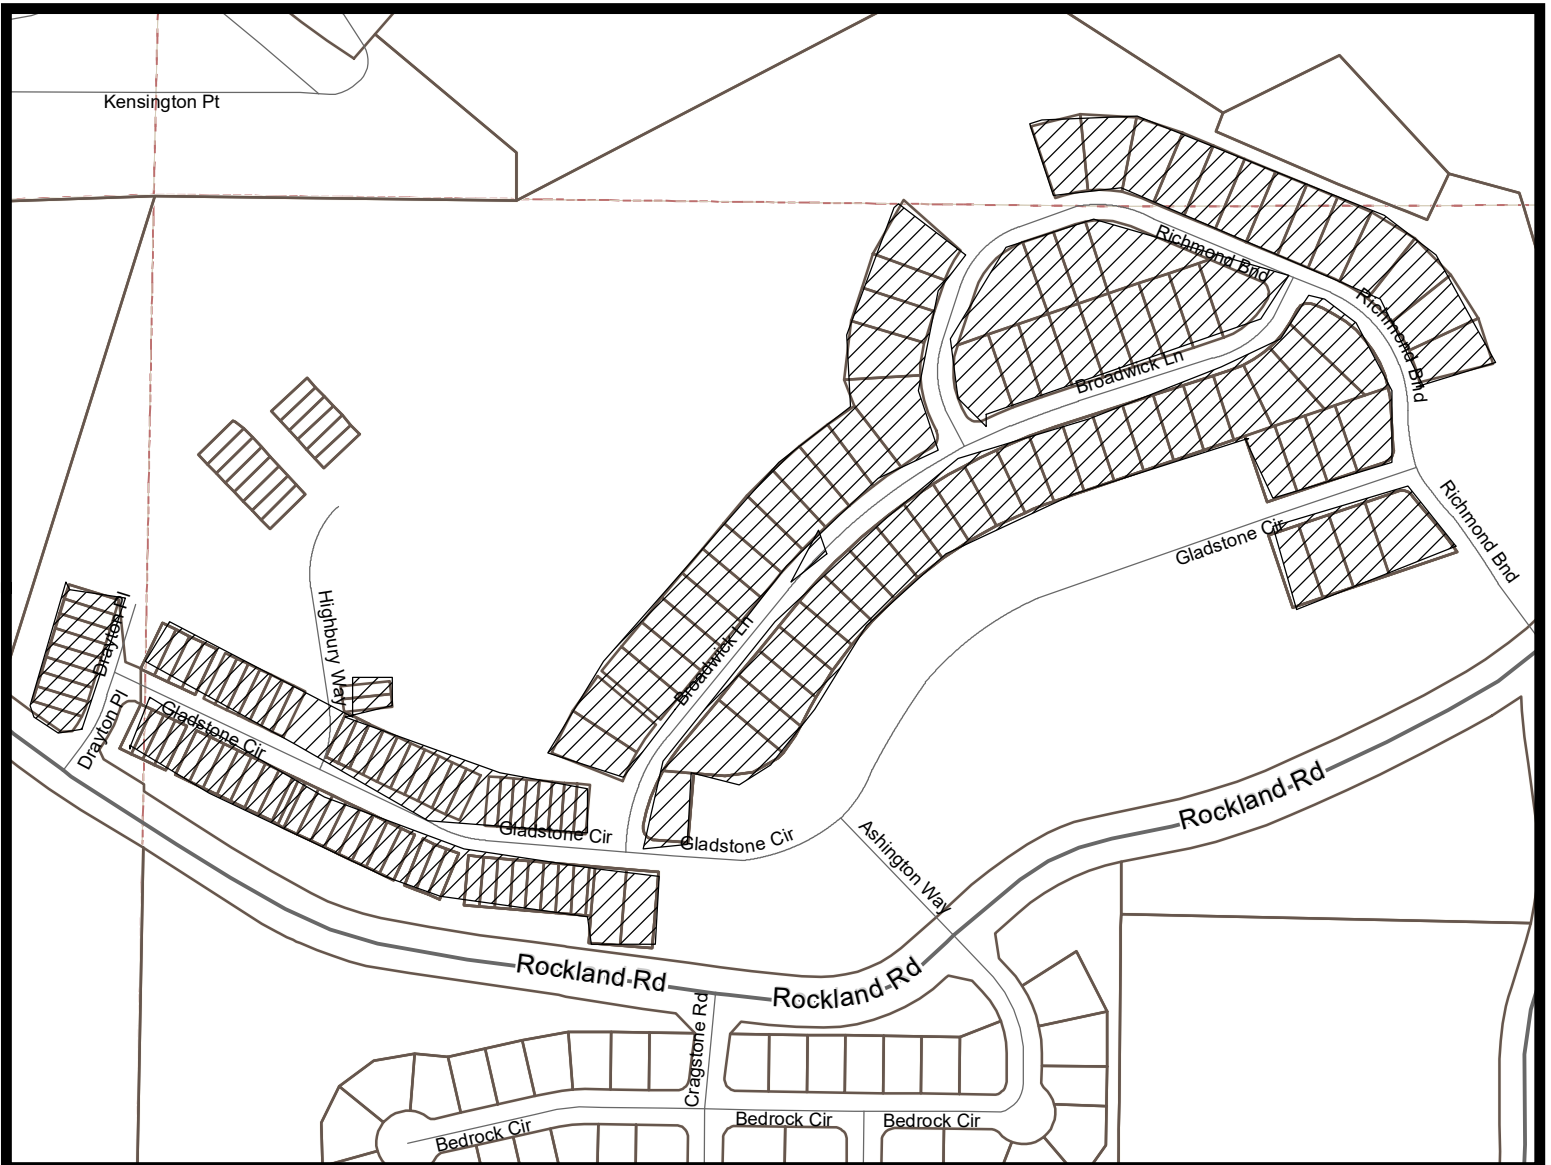 Kensington Pt
Richmond Bnd
Richmond Bnd
Broadwick Ln
Richmond Bnd
Gladstone Cir
Highbury Way
Drayton Pl
Broadwick Ln
Drayton Pl
Gladstone Cir
Rockland Rd
Gladstone Cir
Gladstone Cir
Ashington Way
Rockland Rd
Rockland Rd
Cragstone Rd
Bedrock Cir
Bedrock Cir
Bedrock Cir